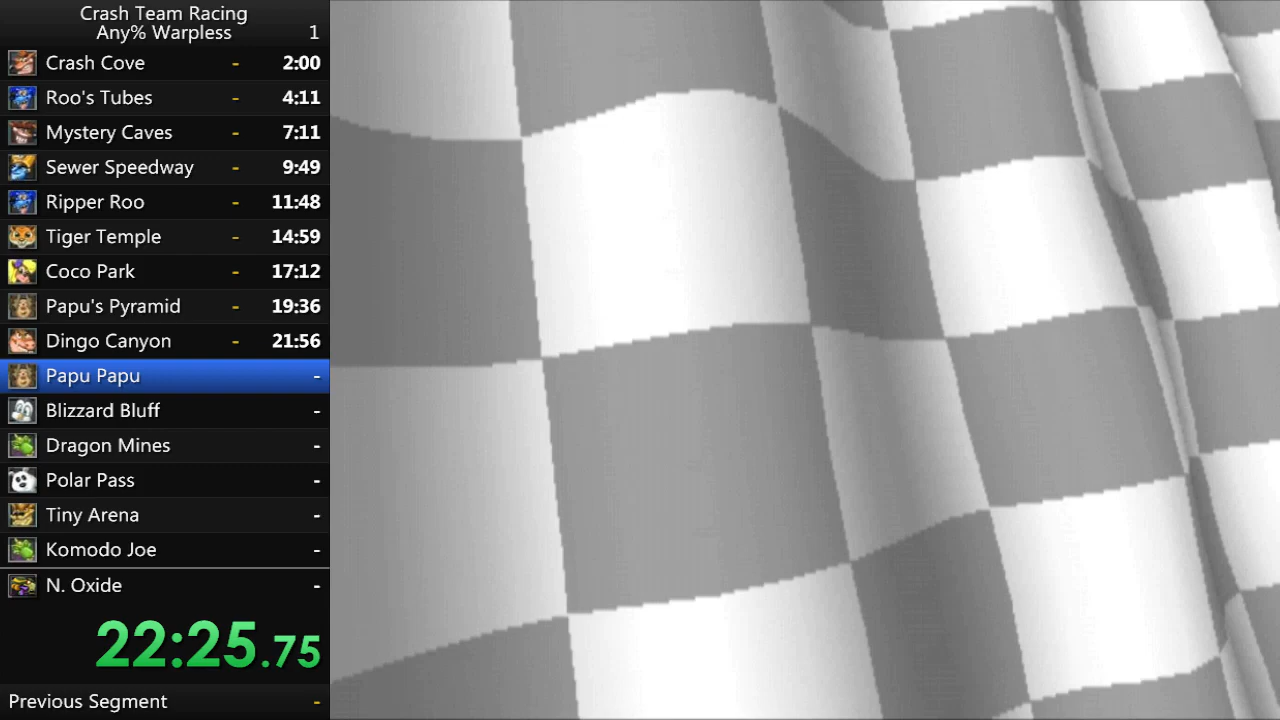 Crash Team Racing
Any% Warpless 1
Crash Cove - 2:00
Roo's Tubes - 4:11
Mystery Caves - 7:11
Sewer Speedway - 9:49
Ripper Roo - 11:48
Tiger Temple - 14:59
Coco Park - 17:12
Papu's Pyramid - 19:36
Dingo Canyon - 21:56
Papu Papu -
Blizzard Bluff -
Dragon Mines -
Polar Pass -
Tiny Arena -
Komodo Joe -
N. Oxide -
22:25.75
Previous Segment -